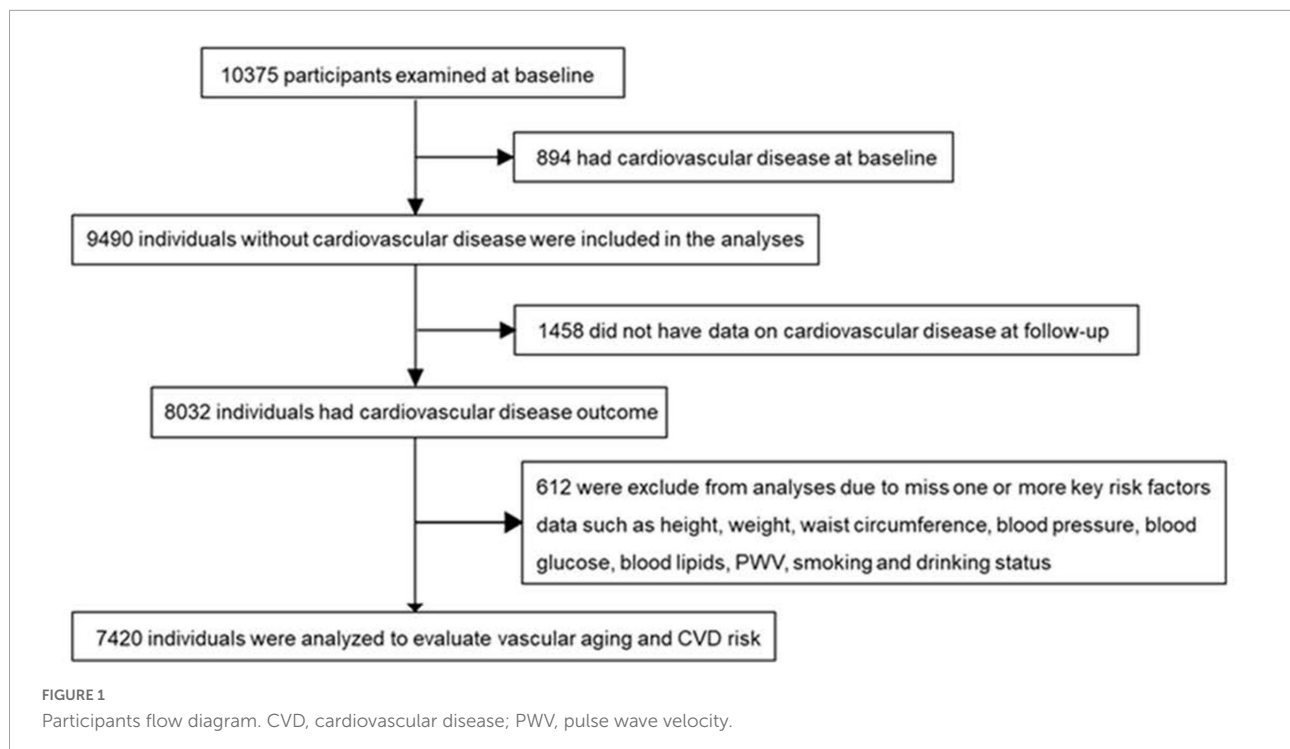 10375 participants examined at baseline
894 had cardiovascular disease at baseline
9490 individuals without cardiovascular disease were included in the analyses
1458 did not have data on cardiovascular disease at follow-up
8032 individuals had cardiovascular disease outcome
612 were exclude from analyses due to miss one or more key risk factors
data such as height, weight, waist circumference, blood pressure, blood
glucose, blood lipids, PWV, smoking and drinking status
7420 individuals were analyzed to evaluate vascular aging and CVD risk
FIGURE 1
Participants flow diagram. CVD, cardiovascular disease; PWV, pulse wave velocity.